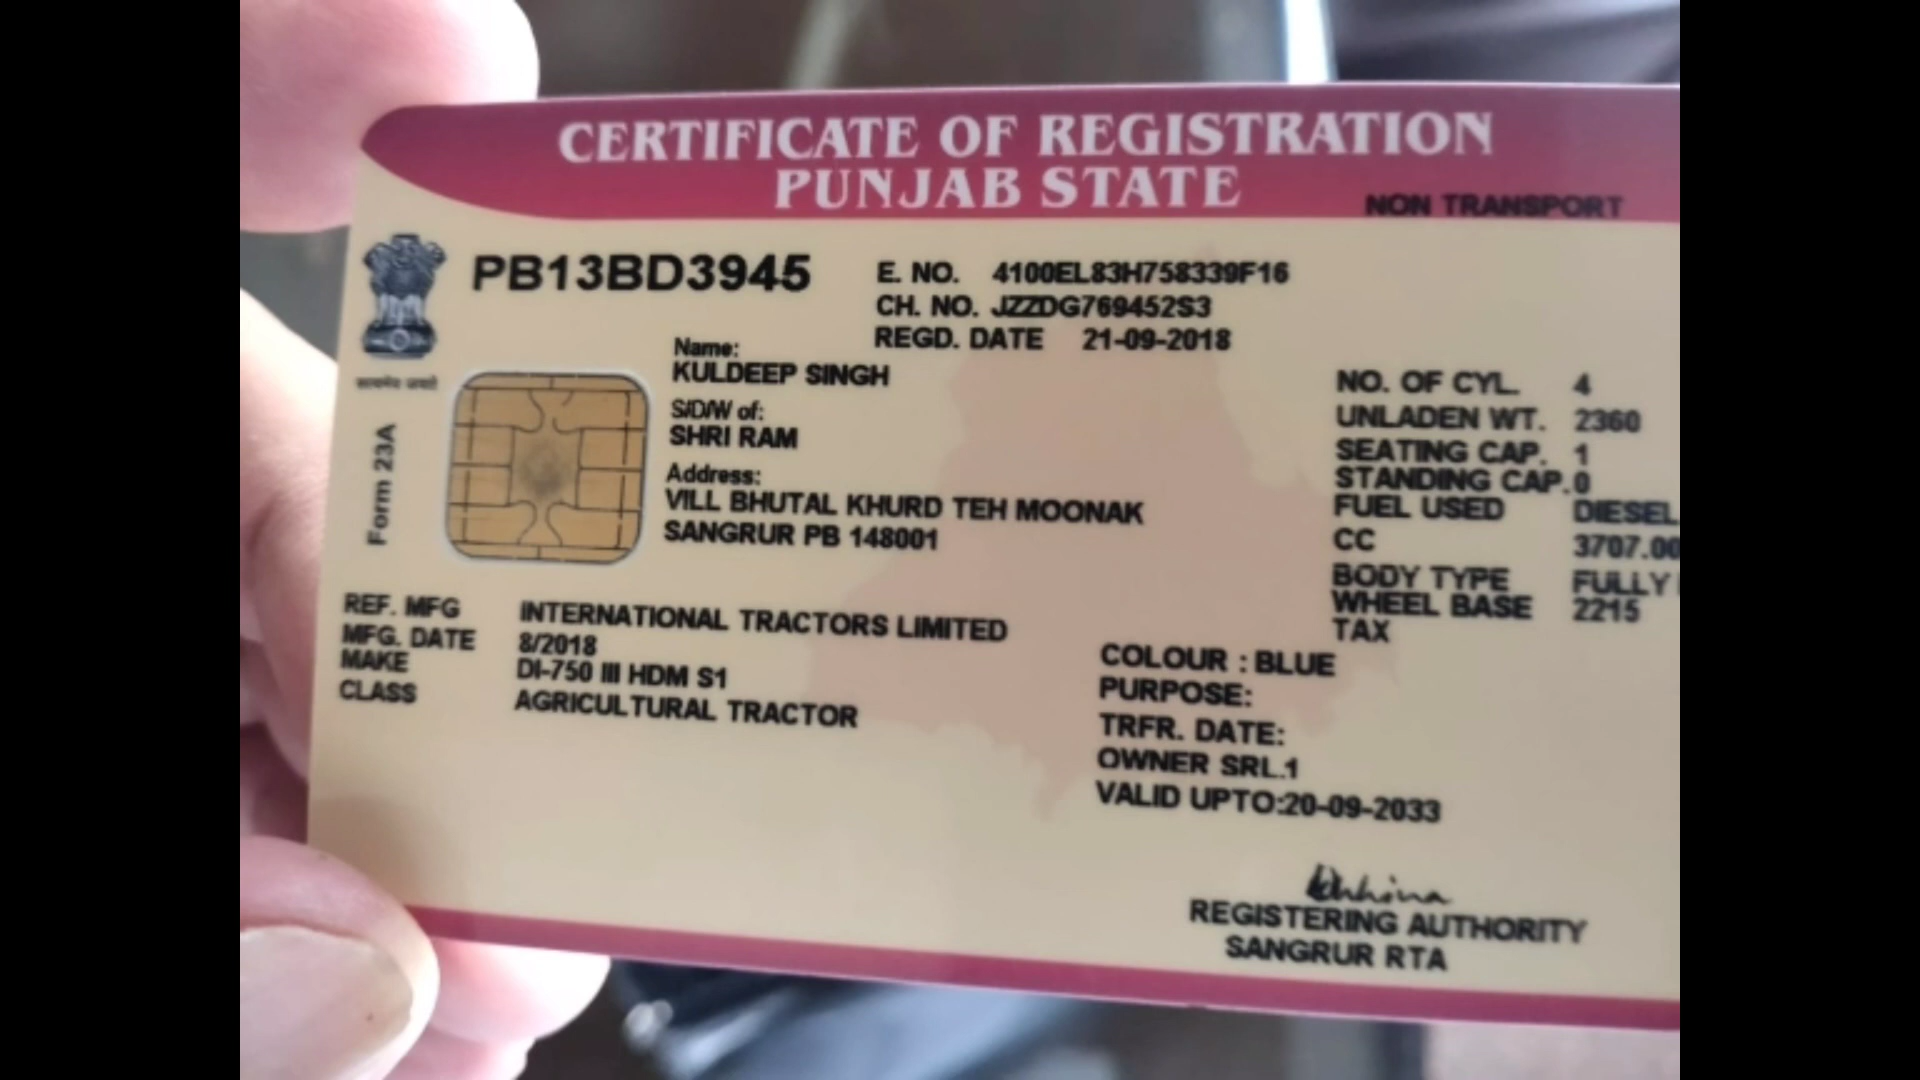 CERTIFICATE OF REGISTRATION
PUNJAB STATE
NON TRANSPORT
PB13BD3945
E. NO. 4100EL83H758339F16
CH. NO. JZZDG769452S3
REGD. DATE 21-09-2018
सत्यमेव जयते
Form 23A
Name:
KULDEEP SINGH
S/D/W of:
SHRI RAM
Address:
VILL BHUTAL KHURD TEH MOONAK
SANGRUR PB 148001
NO. OF CYL. 4
UNLADEN WT. 2360
SEATING CAP. 1
STANDING CAP. 0
FUEL USED DIESEL
CC 3707.00
BODY TYPE FULLY
WHEEL BASE 2215
TAX
REF. MFG INTERNATIONAL TRACTORS LIMITED
MFG. DATE 8/2018
MAKE DI-750 III HDM S1
CLASS AGRICULTURAL TRACTOR
COLOUR : BLUE
PURPOSE:
TRFR. DATE:
OWNER SRL.1
VALID UPTO:20-09-2033
REGISTERING AUTHORITY
SANGRUR RTA